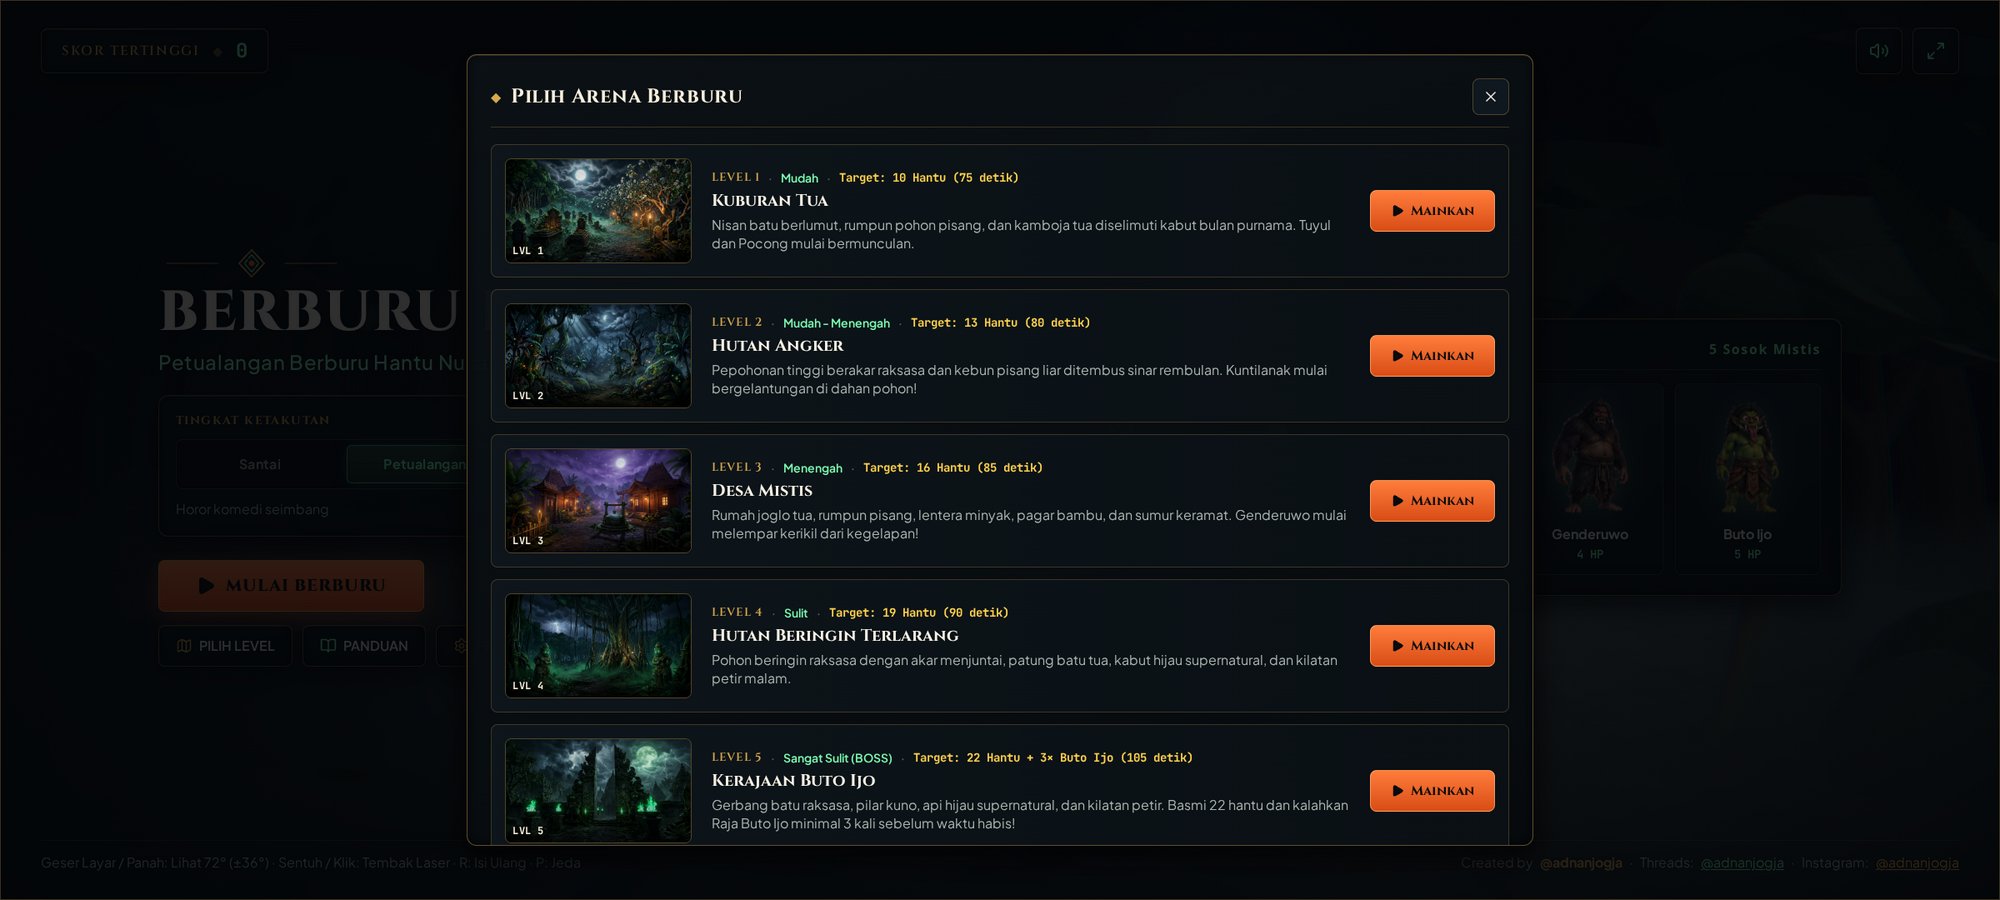 SKOR TERTINGGI ◆ 0
PILIH ARENA BERBURU
LEVEL 1 · Mudah · Target: 10 Hantu (75 detik)
KUBURAN TUA
Nisan batu berlumut, rumpun pohon pisang, dan kamboja tua diselimuti kabut bulan purnama. Tuyul
dan Pocong mulai bermunculan.
LVL 1
MAINKAN
LEVEL 2 · Mudah - Menengah · Target: 13 Hantu (80 detik)
HUTAN ANGKER
Pepohonan tinggi berakar raksasa dan kebun pisang liar ditembus sinar rembulan. Kuntilanak mulai
bergelantungan di dahan pohon!
LVL 2
MAINKAN
LEVEL 3 · Menengah · Target: 16 Hantu (85 detik)
DESA MISTIS
Rumah joglo tua, rumpun pisang, lentera minyak, pagar bambu, dan sumur keramat. Genderuwo mulai
melempar kerikil dari kegelapan!
LVL 3
MAINKAN
LEVEL 4 · Sulit · Target: 19 Hantu (90 detik)
HUTAN BERINGIN TERLARANG
Pohon beringin raksasa dengan akar menjuntai, patung batu tua, kabut hijau supernatural, dan kilatan
petir malam.
LVL 4
MAINKAN
LEVEL 5 · Sangat Sulit (BOSS) · Target: 22 Hantu + 3× Buto Ijo (105 detik)
KERAJAAN BUTO IJO
Gerbang batu raksasa, pilar kuno, api hijau supernatural, dan kilatan petir. Basmi 22 hantu dan kalahkan
Raja Buto Ijo minimal 3 kali sebelum waktu habis!
LVL 5
MAINKAN
BERBURU
Petualangan Berburu Hantu
TINGKAT KETAKUTAN
Santai
Petualangan
Horor komedi seimbang
MULAI BERBURU
PILIH LEVEL
PANDUAN
5 Sosok Mistis
Genderuwo
4 HP
Buto Ijo
5 HP
Geser Layar / Panah: Lihat 72° (±36°) · Sentuh / Klik: Tembak Laser · R: Isi Ulang · P: Jeda
Created by @adnanjogja · Threads: @adnanjogja · Instagram: @adnanjogja